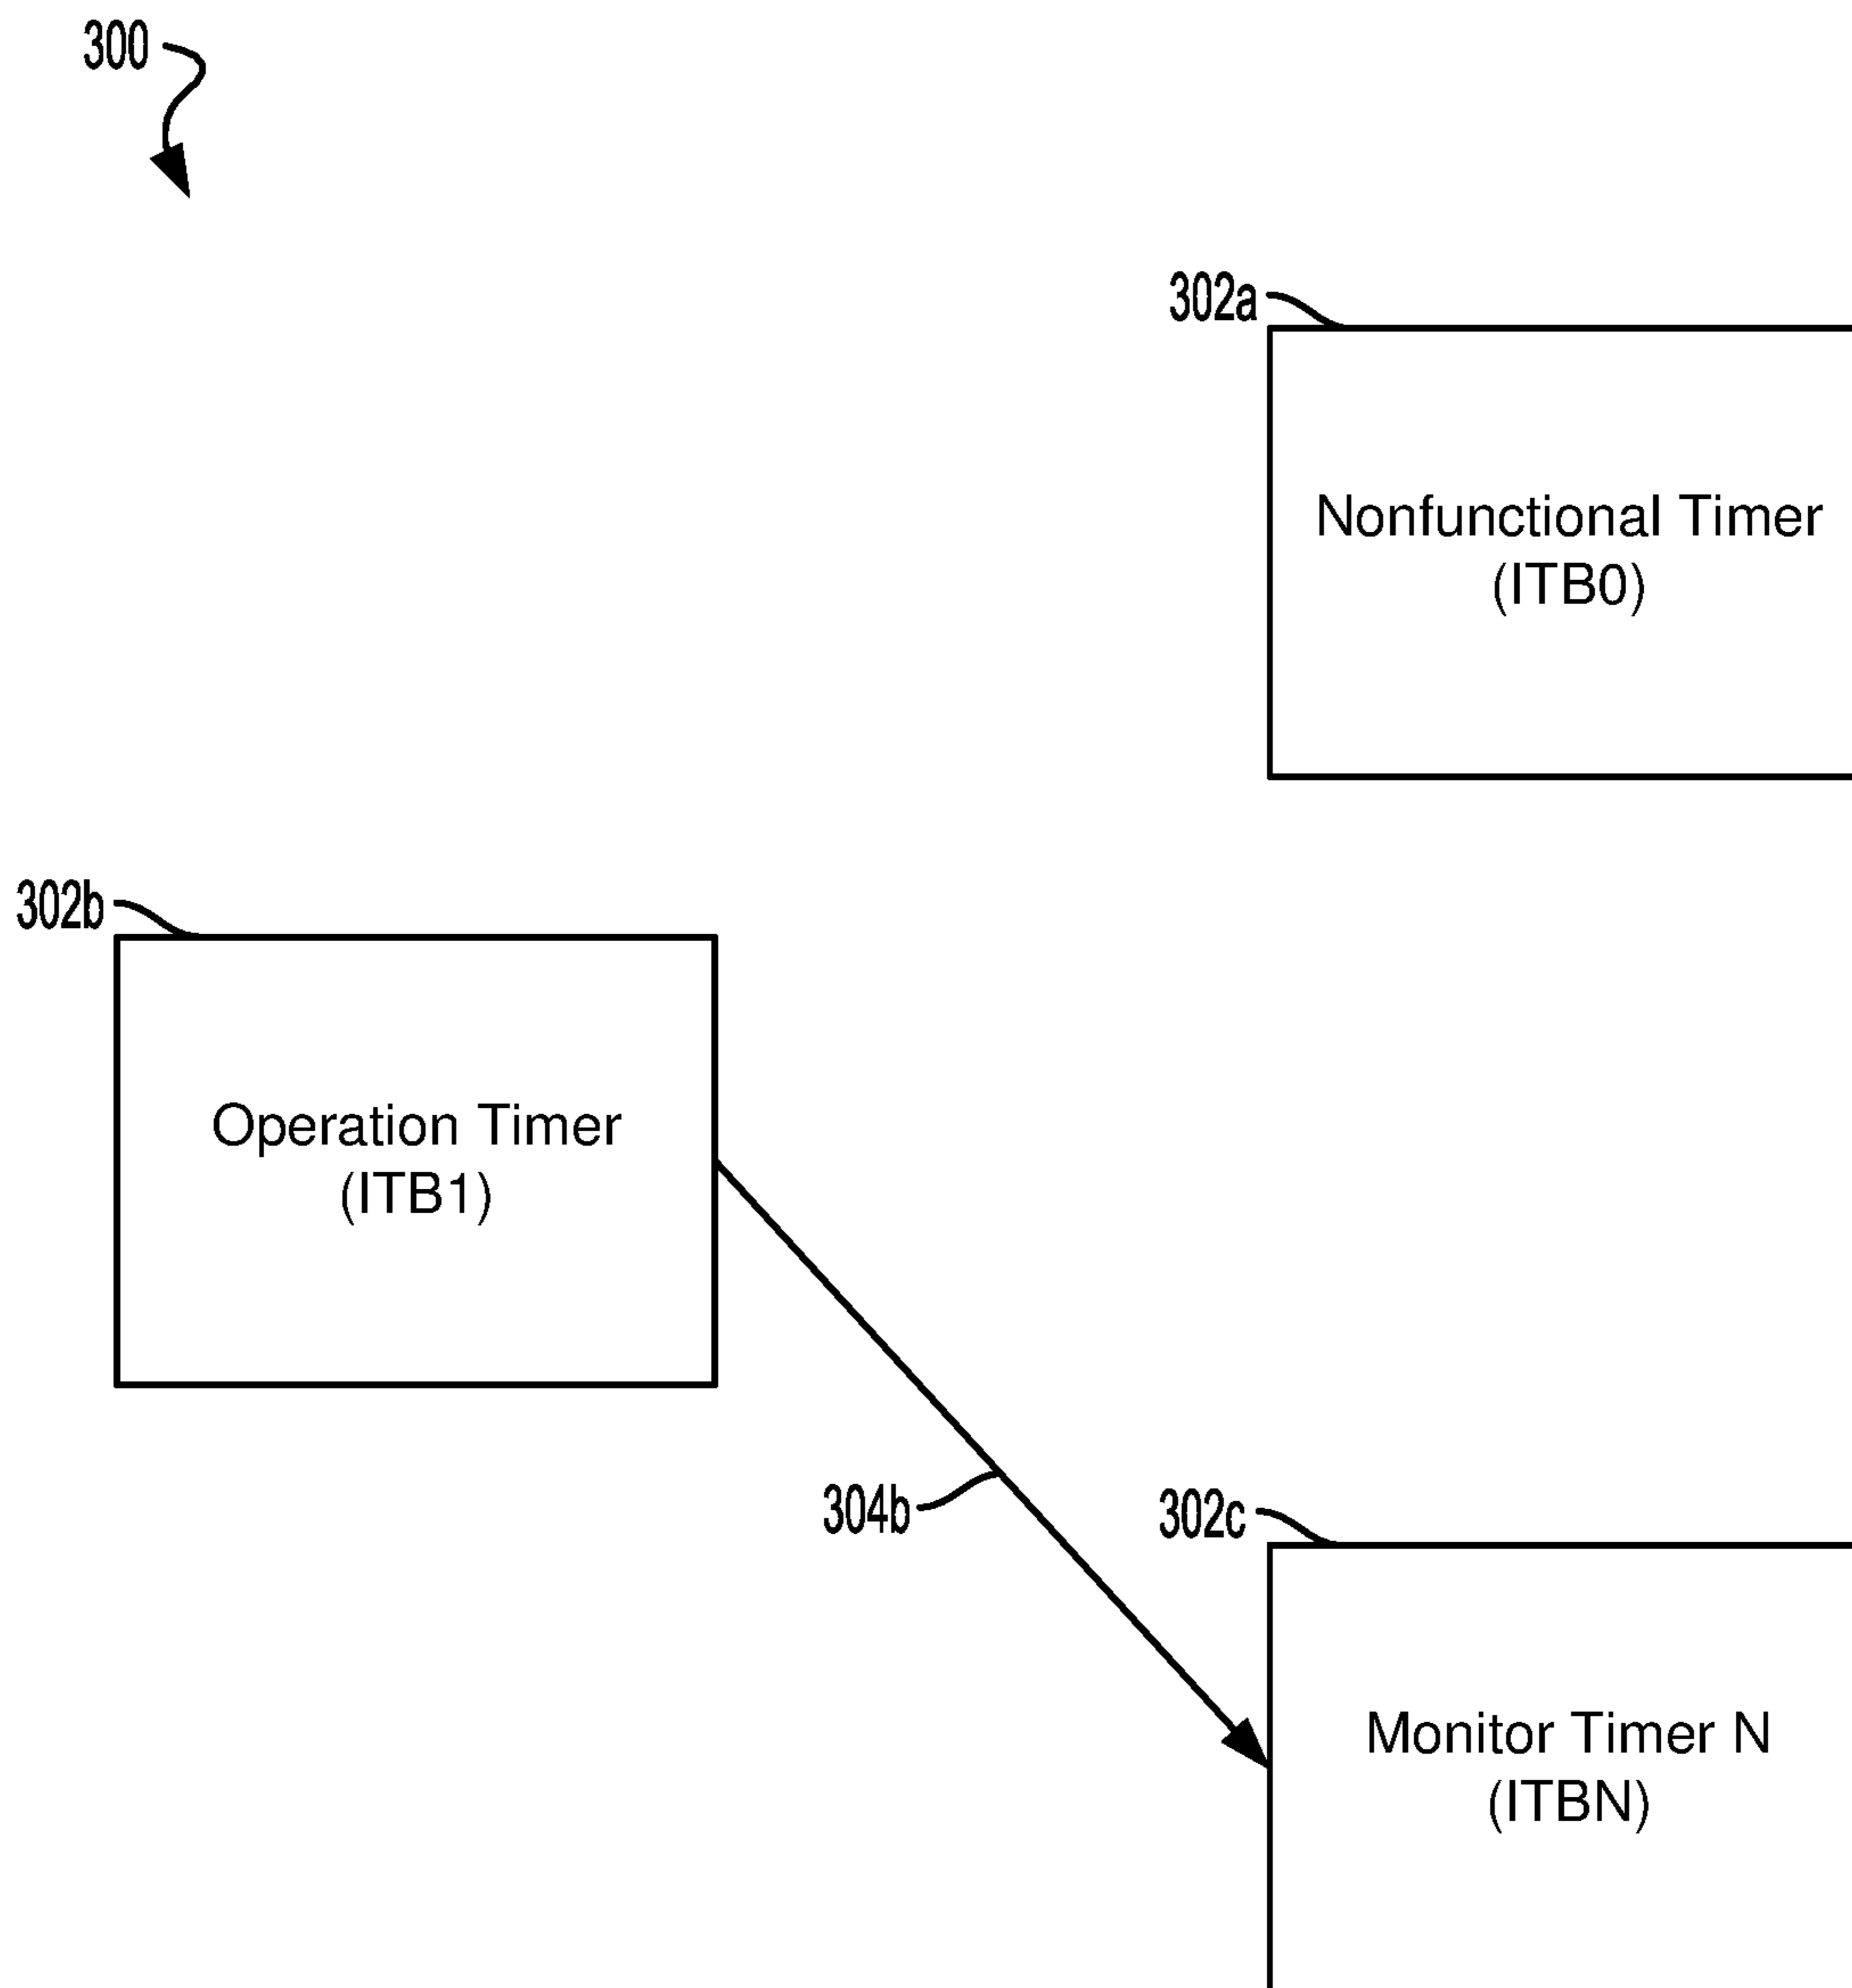 300
302a
Nonfunctional Timer
(ITB0)
302b
Operation Timer
(ITB1)
304b
302c
Monitor Timer N
(ITBN)